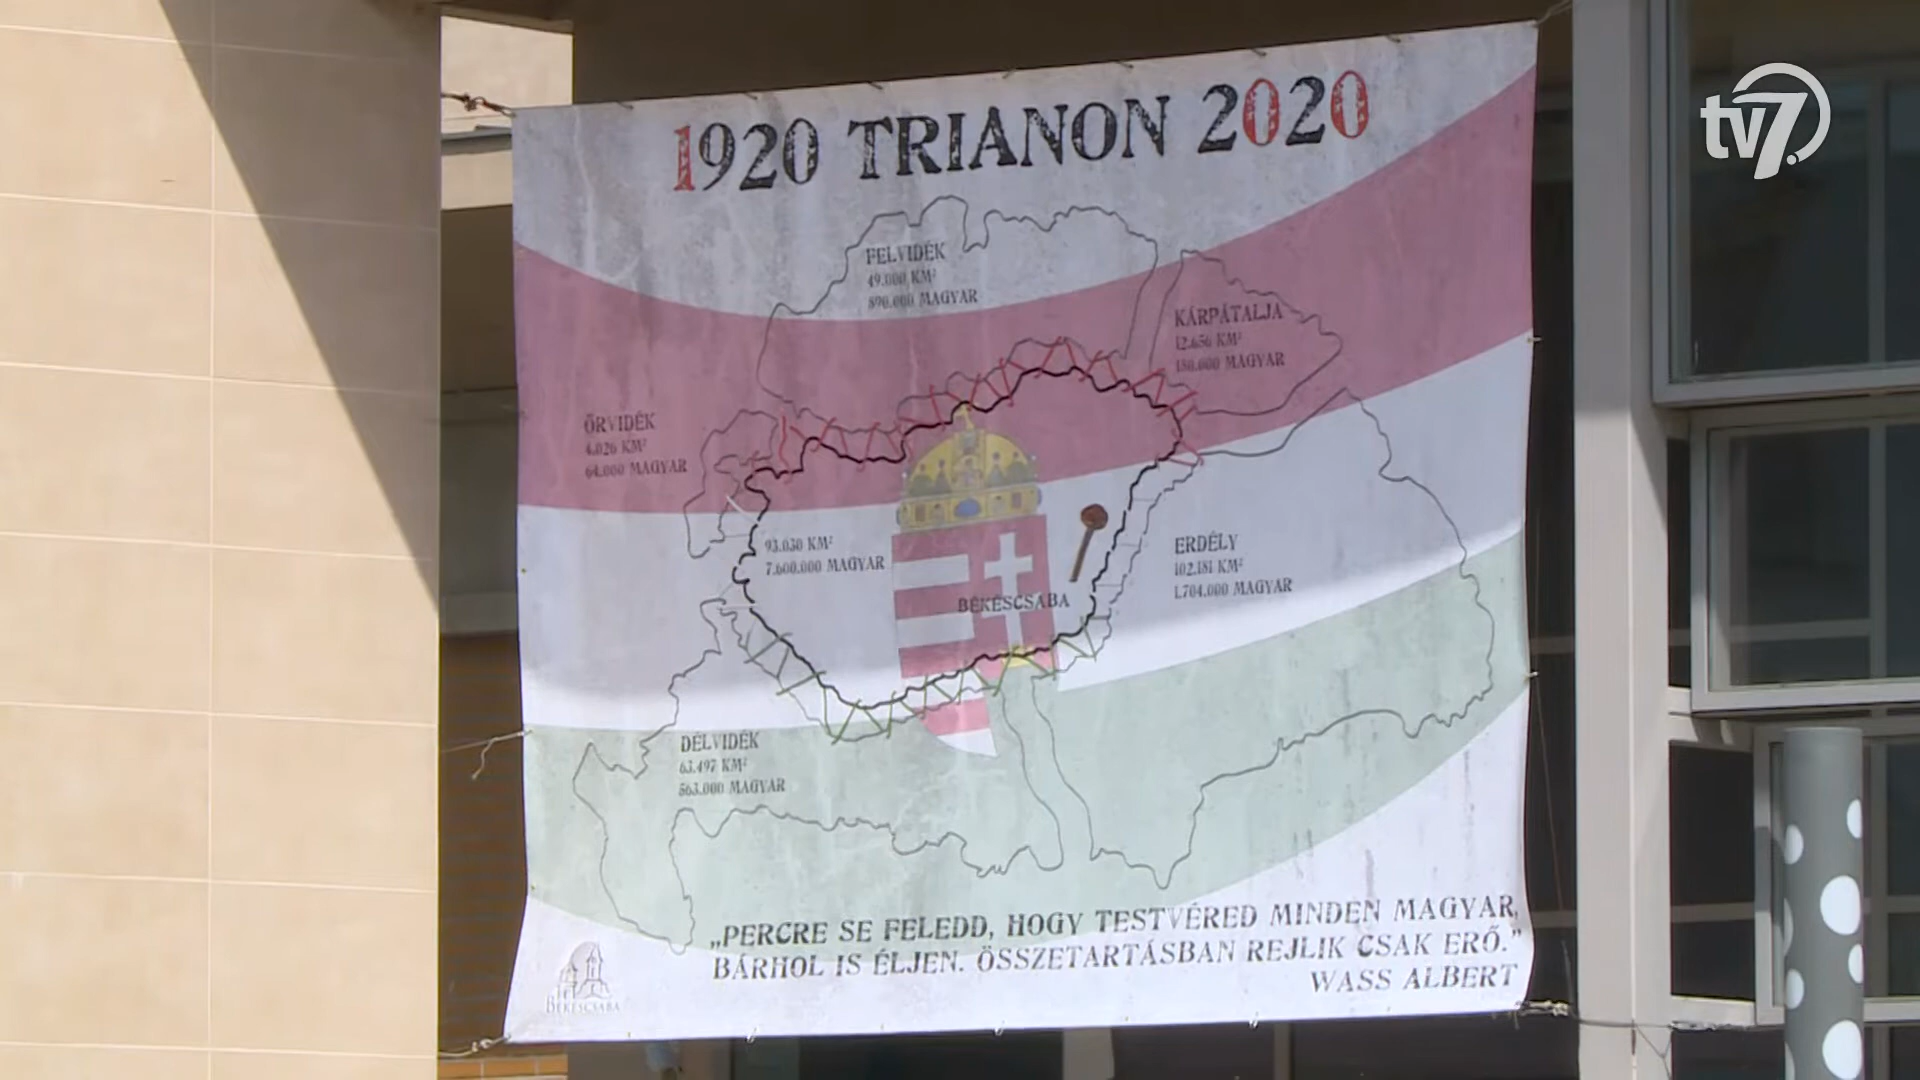 tv7.
1920 TRIANON 2020
FELVIDÉK
49.000 KM²
890.000 MAGYAR
KÁRPÁTALJA
12.656 KM²
180.000 MAGYAR
ŐRVIDÉK
4.026 KM²
64.000 MAGYAR
93.030 KM²
7.600.000 MAGYAR
ERDÉLY
102.181 KM²
1.704.000 MAGYAR
BÉKÉSCSABA
DÉLVIDÉK
63.497 KM²
563.000 MAGYAR
„PERCRE SE FELEDD, HOGY TESTVÉRED MINDEN MAGYAR,
BÁRHOL IS ÉLJEN. ÖSSZETARTÁSBAN REJLIK CSAK ERŐ.”
WASS ALBERT
BÉKÉSCSABA